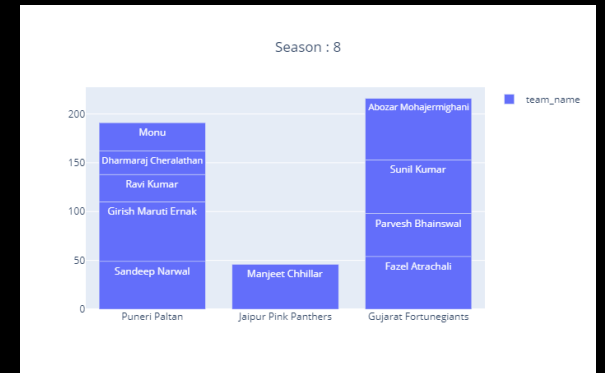 Season : 8
team_name
200
150
100
50
0
Monu
Dharmaraj Cheralathan
Ravi Kumar
Girish Maruti Ernak
Sandeep Narwal
Manjeet Chhillar
Abozar Mohajermighani
Sunil Kumar
Parvesh Bhainswal
Fazel Atrachali
Puneri Paltan
Jaipur Pink Panthers
Gujarat Fortunegiants